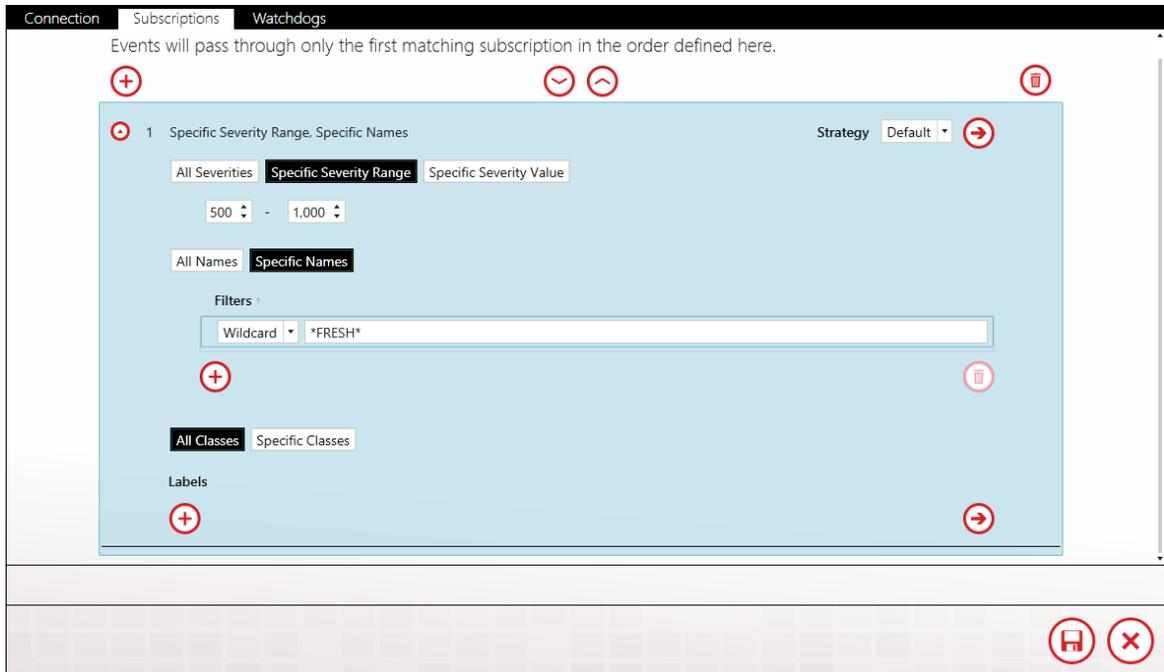 Connection Subscriptions Watchdogs
Events will pass through only the first matching subscription in the order defined here.
1 Specific Severity Range, Specific Names Strategy Default
All Severities Specific Severity Range Specific Severity Value
500 - 1,000
All Names Specific Names
Filters ?
Wildcard *FRESH*
All Classes Specific Classes
Labels